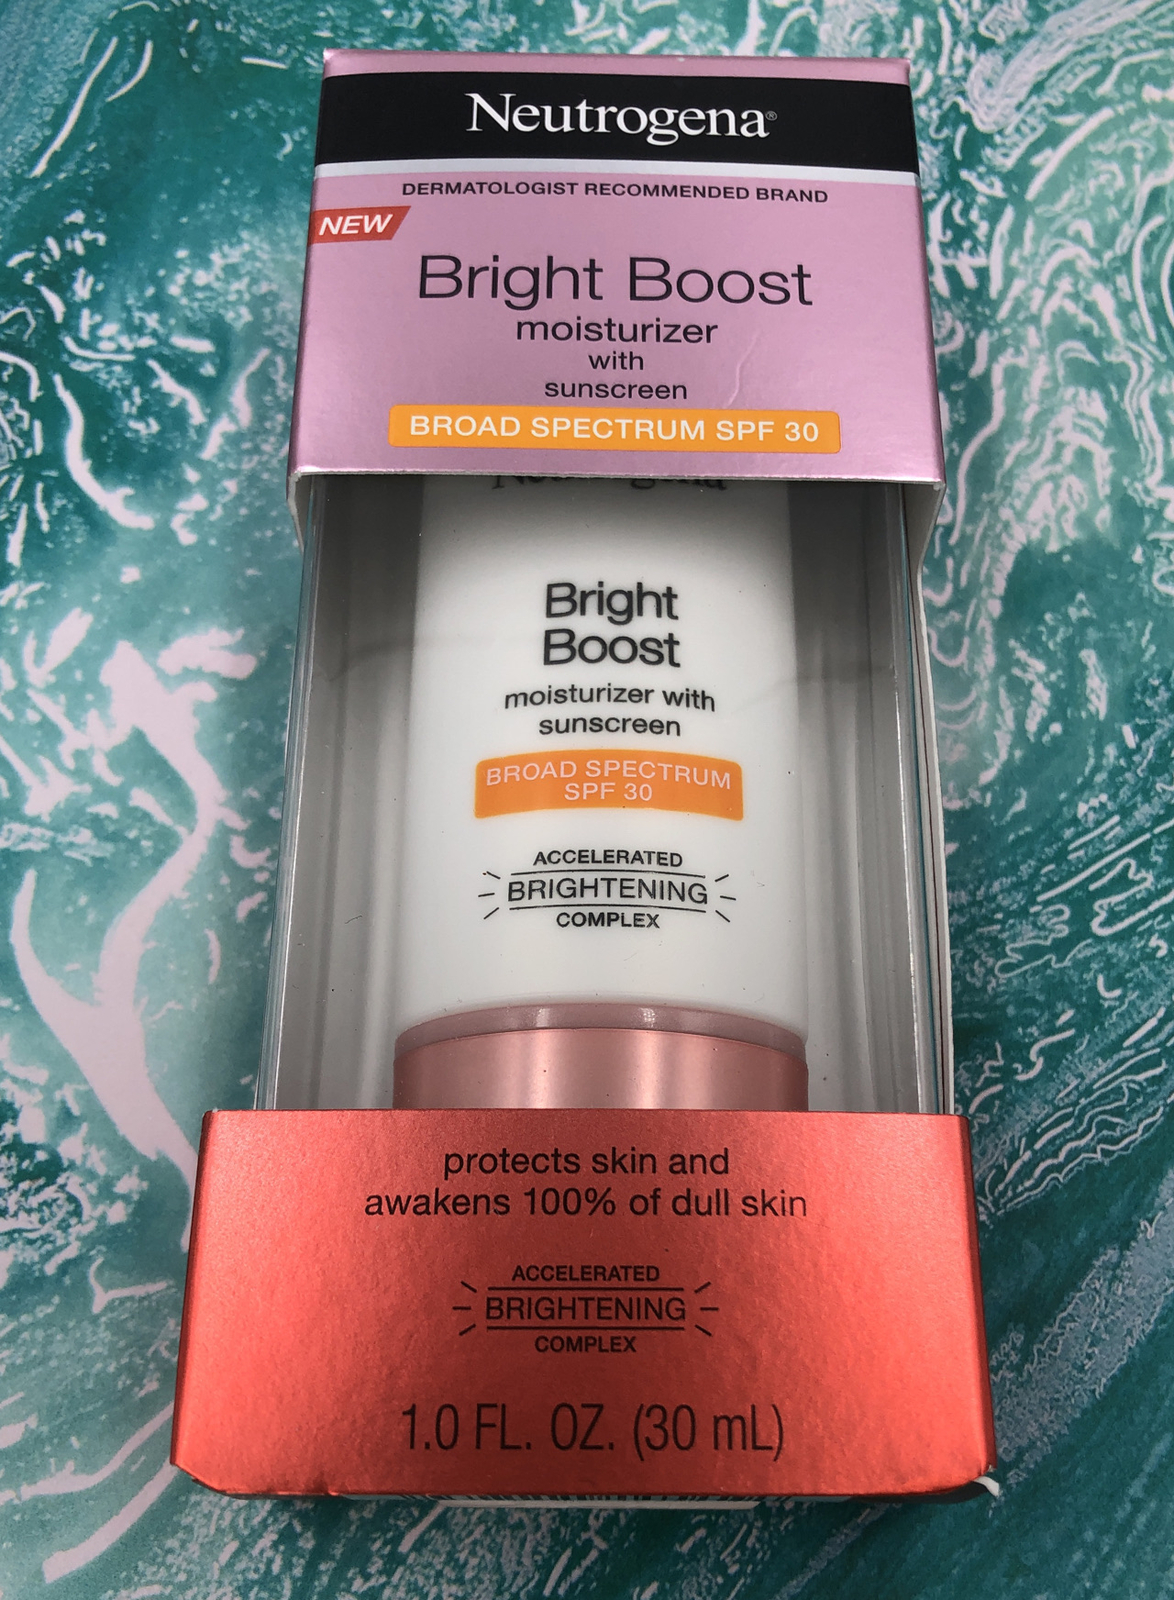 Neutrogena®
DERMATOLOGIST RECOMMENDED BRAND
NEW
Bright Boost
moisturizer
with
sunscreen
BROAD SPECTRUM SPF 30
Neutrogena
Bright
Boost
moisturizer with
sunscreen
BROAD SPECTRUM
SPF 30
ACCELERATED
BRIGHTENING
COMPLEX
protects skin and
awakens 100% of dull skin
ACCELERATED
BRIGHTENING
COMPLEX
1.0 FL. OZ. (30 mL)